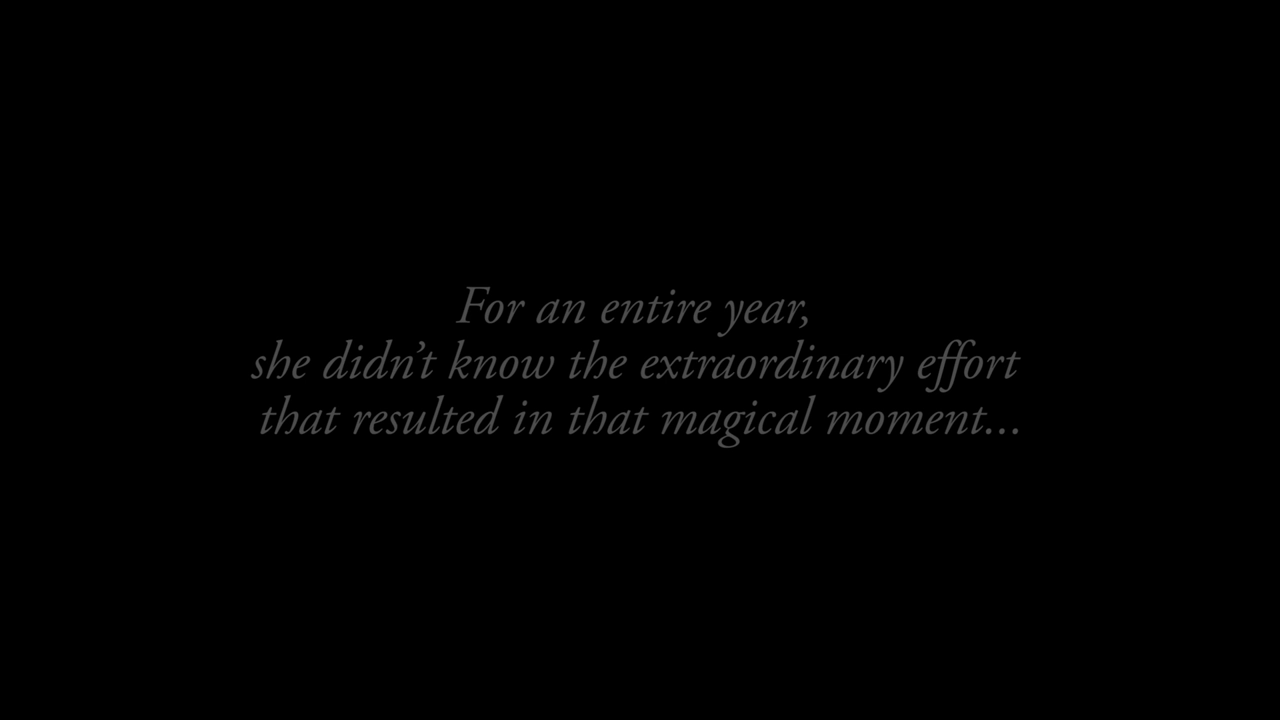 For an entire year,
she didn’t know the extraordinary effort
that resulted in that magical moment...